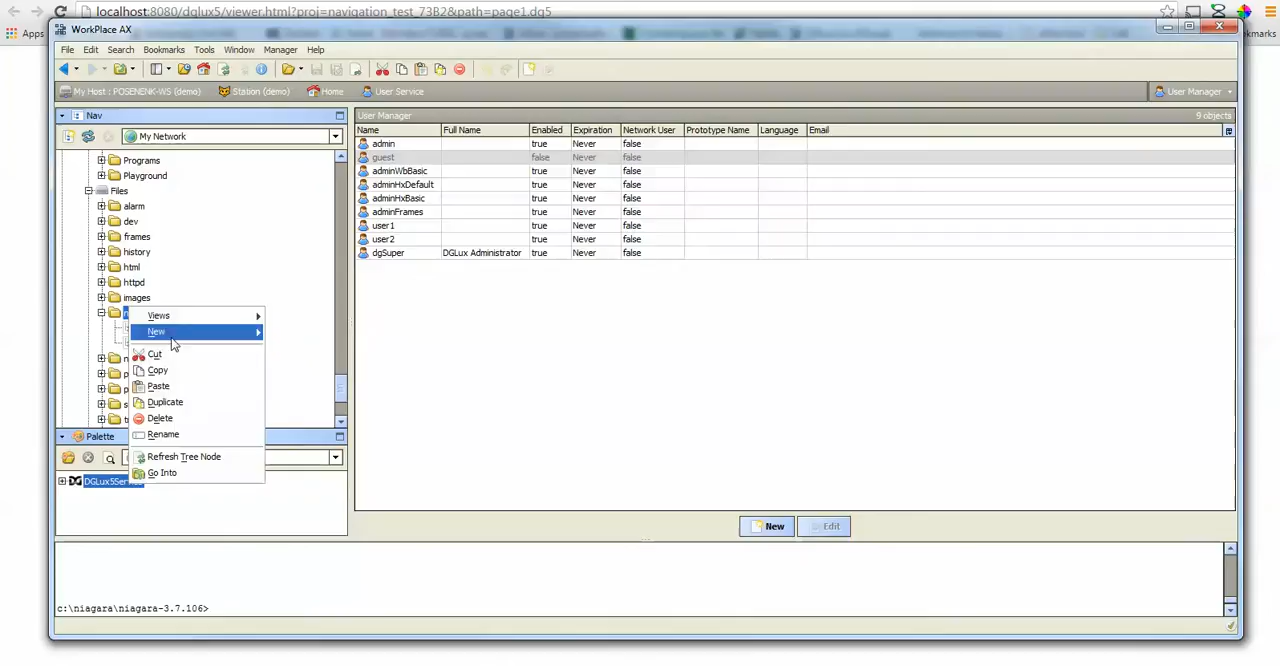 localhost:8080/dglux5/viewer.html?proj=navigation_test_73B2&path=page1.dg5
Apps
WorkPlace AX
File Edit Search Bookmarks Tools Window Manager Help
My Host : POSENENK-WS (demo) Station (demo) Home User Service User Manager
Nav
My Network
Programs
Playground
Files
alarm
dev
frames
history
html
httpd
images
Views
New
Cut
Copy
Paste
Duplicate
Delete
Rename
Refresh Tree Node
Go Into
Palette
DGLux5Ser
User Manager 9 objects
Name Full Name Enabled Expiration Network User Prototype Name Language Email
admin true Never false
guest false Never false
adminWbBasic true Never false
adminHxDefault true Never false
adminHxBasic true Never false
adminFrames true Never false
user1 true Never false
user2 true Never false
dgSuper DGLux Administrator true Never false
New Edit
c:\niagara\niagara-3.7.106>